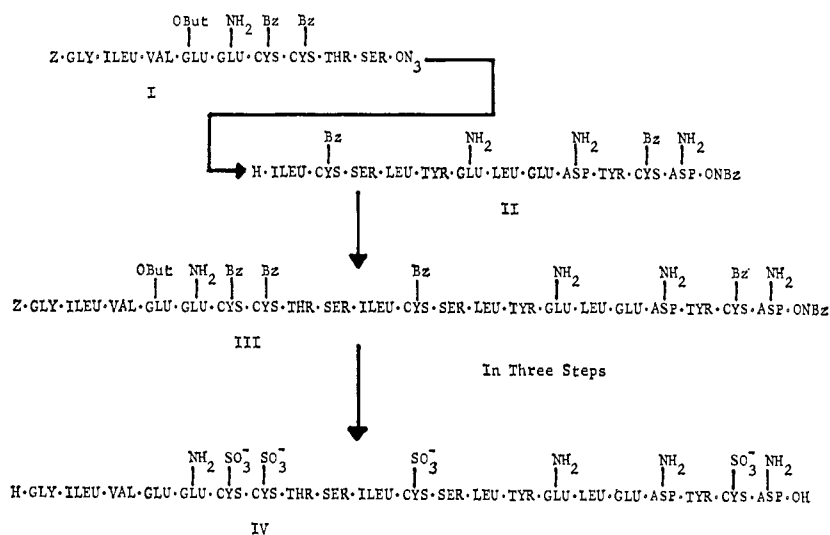 OBut NH2 Bz Bz
Z·GLY·ILEU·VAL·GLU·GLU·CYS·CYS·THR·SER·ON3
I
Bz NH2 NH2 Bz NH2
H·ILEU·CYS·SER·LEU·TYR·GLU·LEU·GLU·ASP·TYR·CYS·ASP·ONBz
II
OBut NH2 Bz Bz Bz NH2 NH2 Bz NH2
Z·GLY·ILEU·VAL·GLU·GLU·CYS·CYS·THR·SER·ILEU·CYS·SER·LEU·TYR·GLU·LEU·GLU·ASP·TYR·CYS·ASP·ONBz
III
In Three Steps
NH2 SO3- SO3- SO3- NH2 NH2 SO3- NH2
H·GLY·ILEU·VAL·GLU·GLU·CYS·CYS·THR·SER·ILEU·CYS·SER·LEU·TYR·GLU·LEU·GLU·ASP·TYR·CYS·ASP·OH
IV